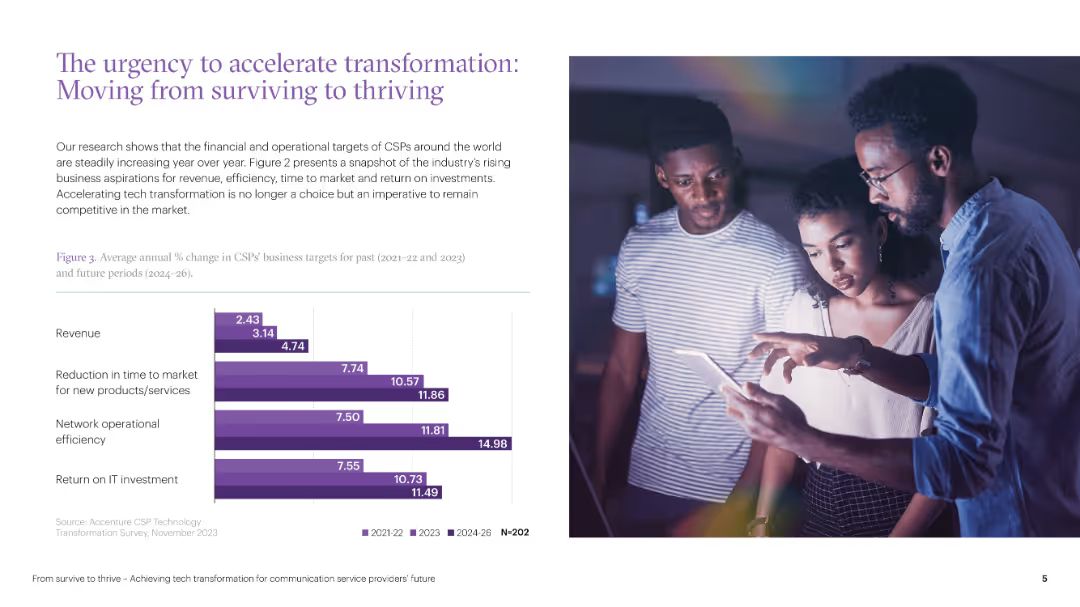 The urgency to accelerate transformation:
Moving from surviving to thriving
Our research shows that the financial and operational targets of CSPs around the world
are steadily increasing year over year. Figure 2 presents a snapshot of the industry's rising
business aspirations for revenue, efficiency, time to market and return on investments.
Accelerating tech transformation is no longer a choice but an imperative to remain
competitive in the market.
Figure 3. Average annual % change in CSPs' business targets for past (2021–22 and 2023)
and future periods (2024–26).
Revenue
2.43
3.14
4.74
Reduction in time to market
for new products/services
7.74
10.57
11.86
Network operational
efficiency
7.50
11.81
14.98
Return on IT investment
7.55
10.73
11.49
Source: Accenture CSP Technology
Transformation Survey, November 2023
2021-22 2023 2024-26 N=202
From survive to thrive – Achieving tech transformation for communication service providers' future
5